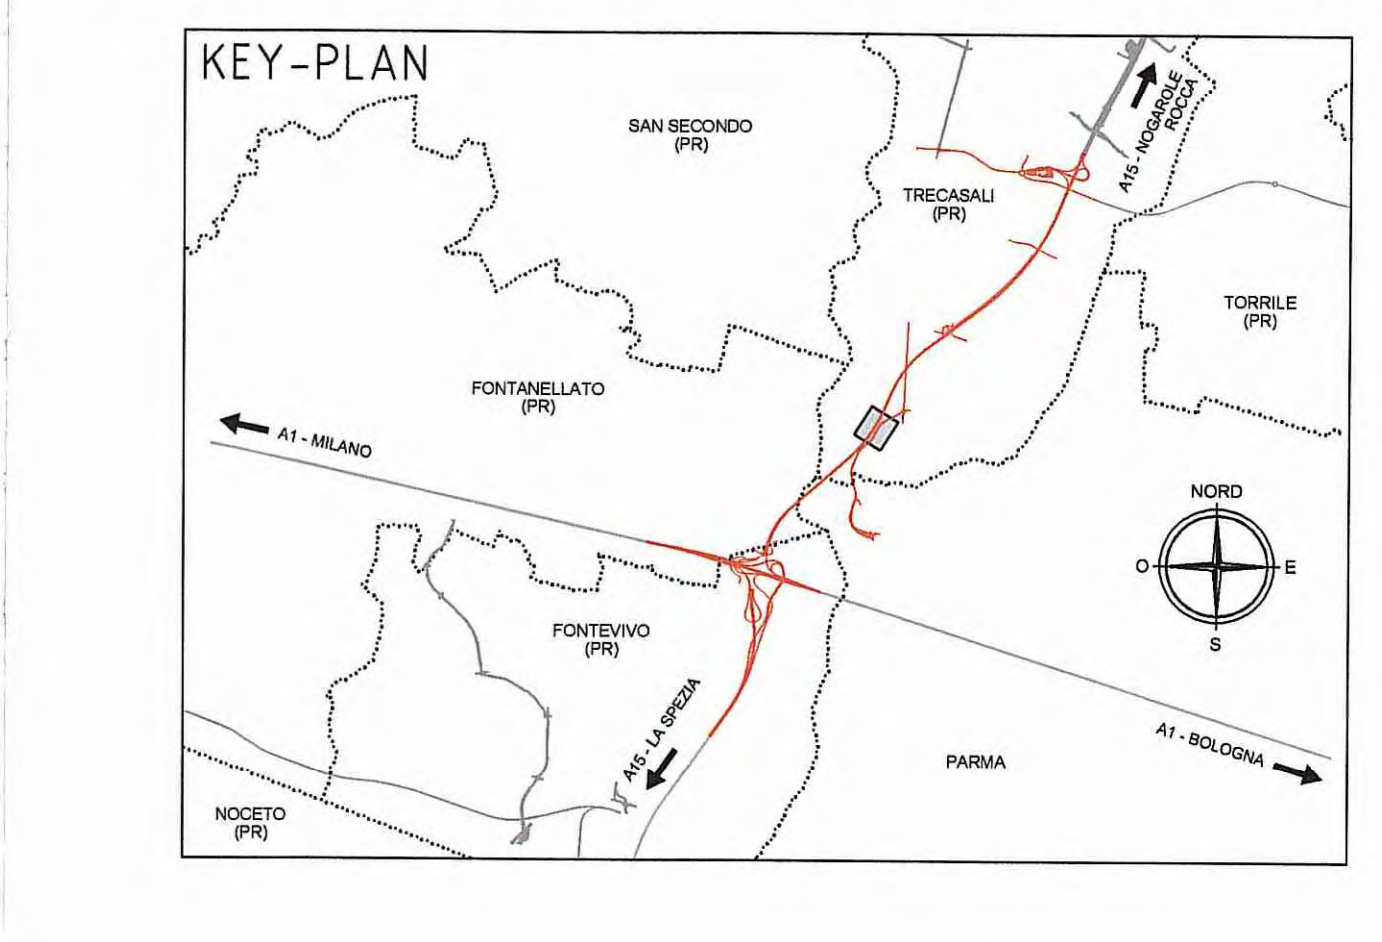 KEY-PLAN
SAN SECONDO
(PR)
A15 - NOGAROLE
ROCCA
TRECASALI
(PR)
TORRILE
(PR)
FONTANELLATO
(PR)
A1 - MILANO
NORD
O
E
S
FONTEVIVO
(PR)
A15 - LA SPEZIA
A1 - BOLOGNA
PARMA
NOCETO
(PR)